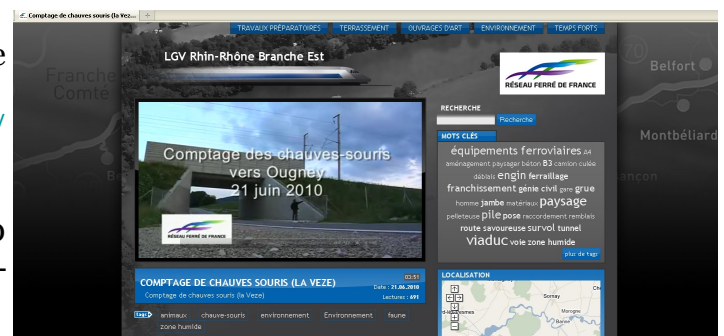 Comptage de chauves souris (la Vez...
TRAVAUX PRÉPARATOIRES TERRASSEMENT OUVRAGES D'ART ENVIRONNEMENT TEMPS FORTS
LGV Rhin-Rhône Branche Est
RÉSEAU FERRÉ DE FRANCE
Franche
Comté
Belfort
Montbéliard
Comptage des chauves-souris
vers Ougney
21 juin 2010
RÉSEAU FERRÉ DE FRANCE
RECHERCHE
Recherche
MOTS CLÉS
équipements ferroviaires A4
aménagement paysager béton B3 camion culée
déblais engin ferraillage
franchissement génie civil gare grue
homme jambe matériaux paysage
pelleteuse pile pose raccordement remblais
route savoureuse survol tunnel
viaduc voie zone humide
plus de tags
COMPTAGE DE CHAUVES SOURIS (LA VEZE)
Comptage de chauves souris (la Veze)
03:51
Date : 21.06.2010
Lectures : 691
tags animaux chauve-souris environnement Environnement faune
zone humide
LOCALISATION
Sornay
Marogne